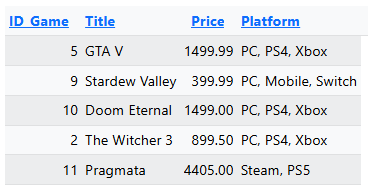 ID_Game Title Price Platform
5 GTA V 1499.99 PC, PS4, Xbox
9 Stardew Valley 399.99 PC, Mobile, Switch
10 Doom Eternal 1499.00 PC, PS4, Xbox
2 The Witcher 3 899.50 PC, PS4, Xbox
11 Pragmata 4405.00 Steam, PS5